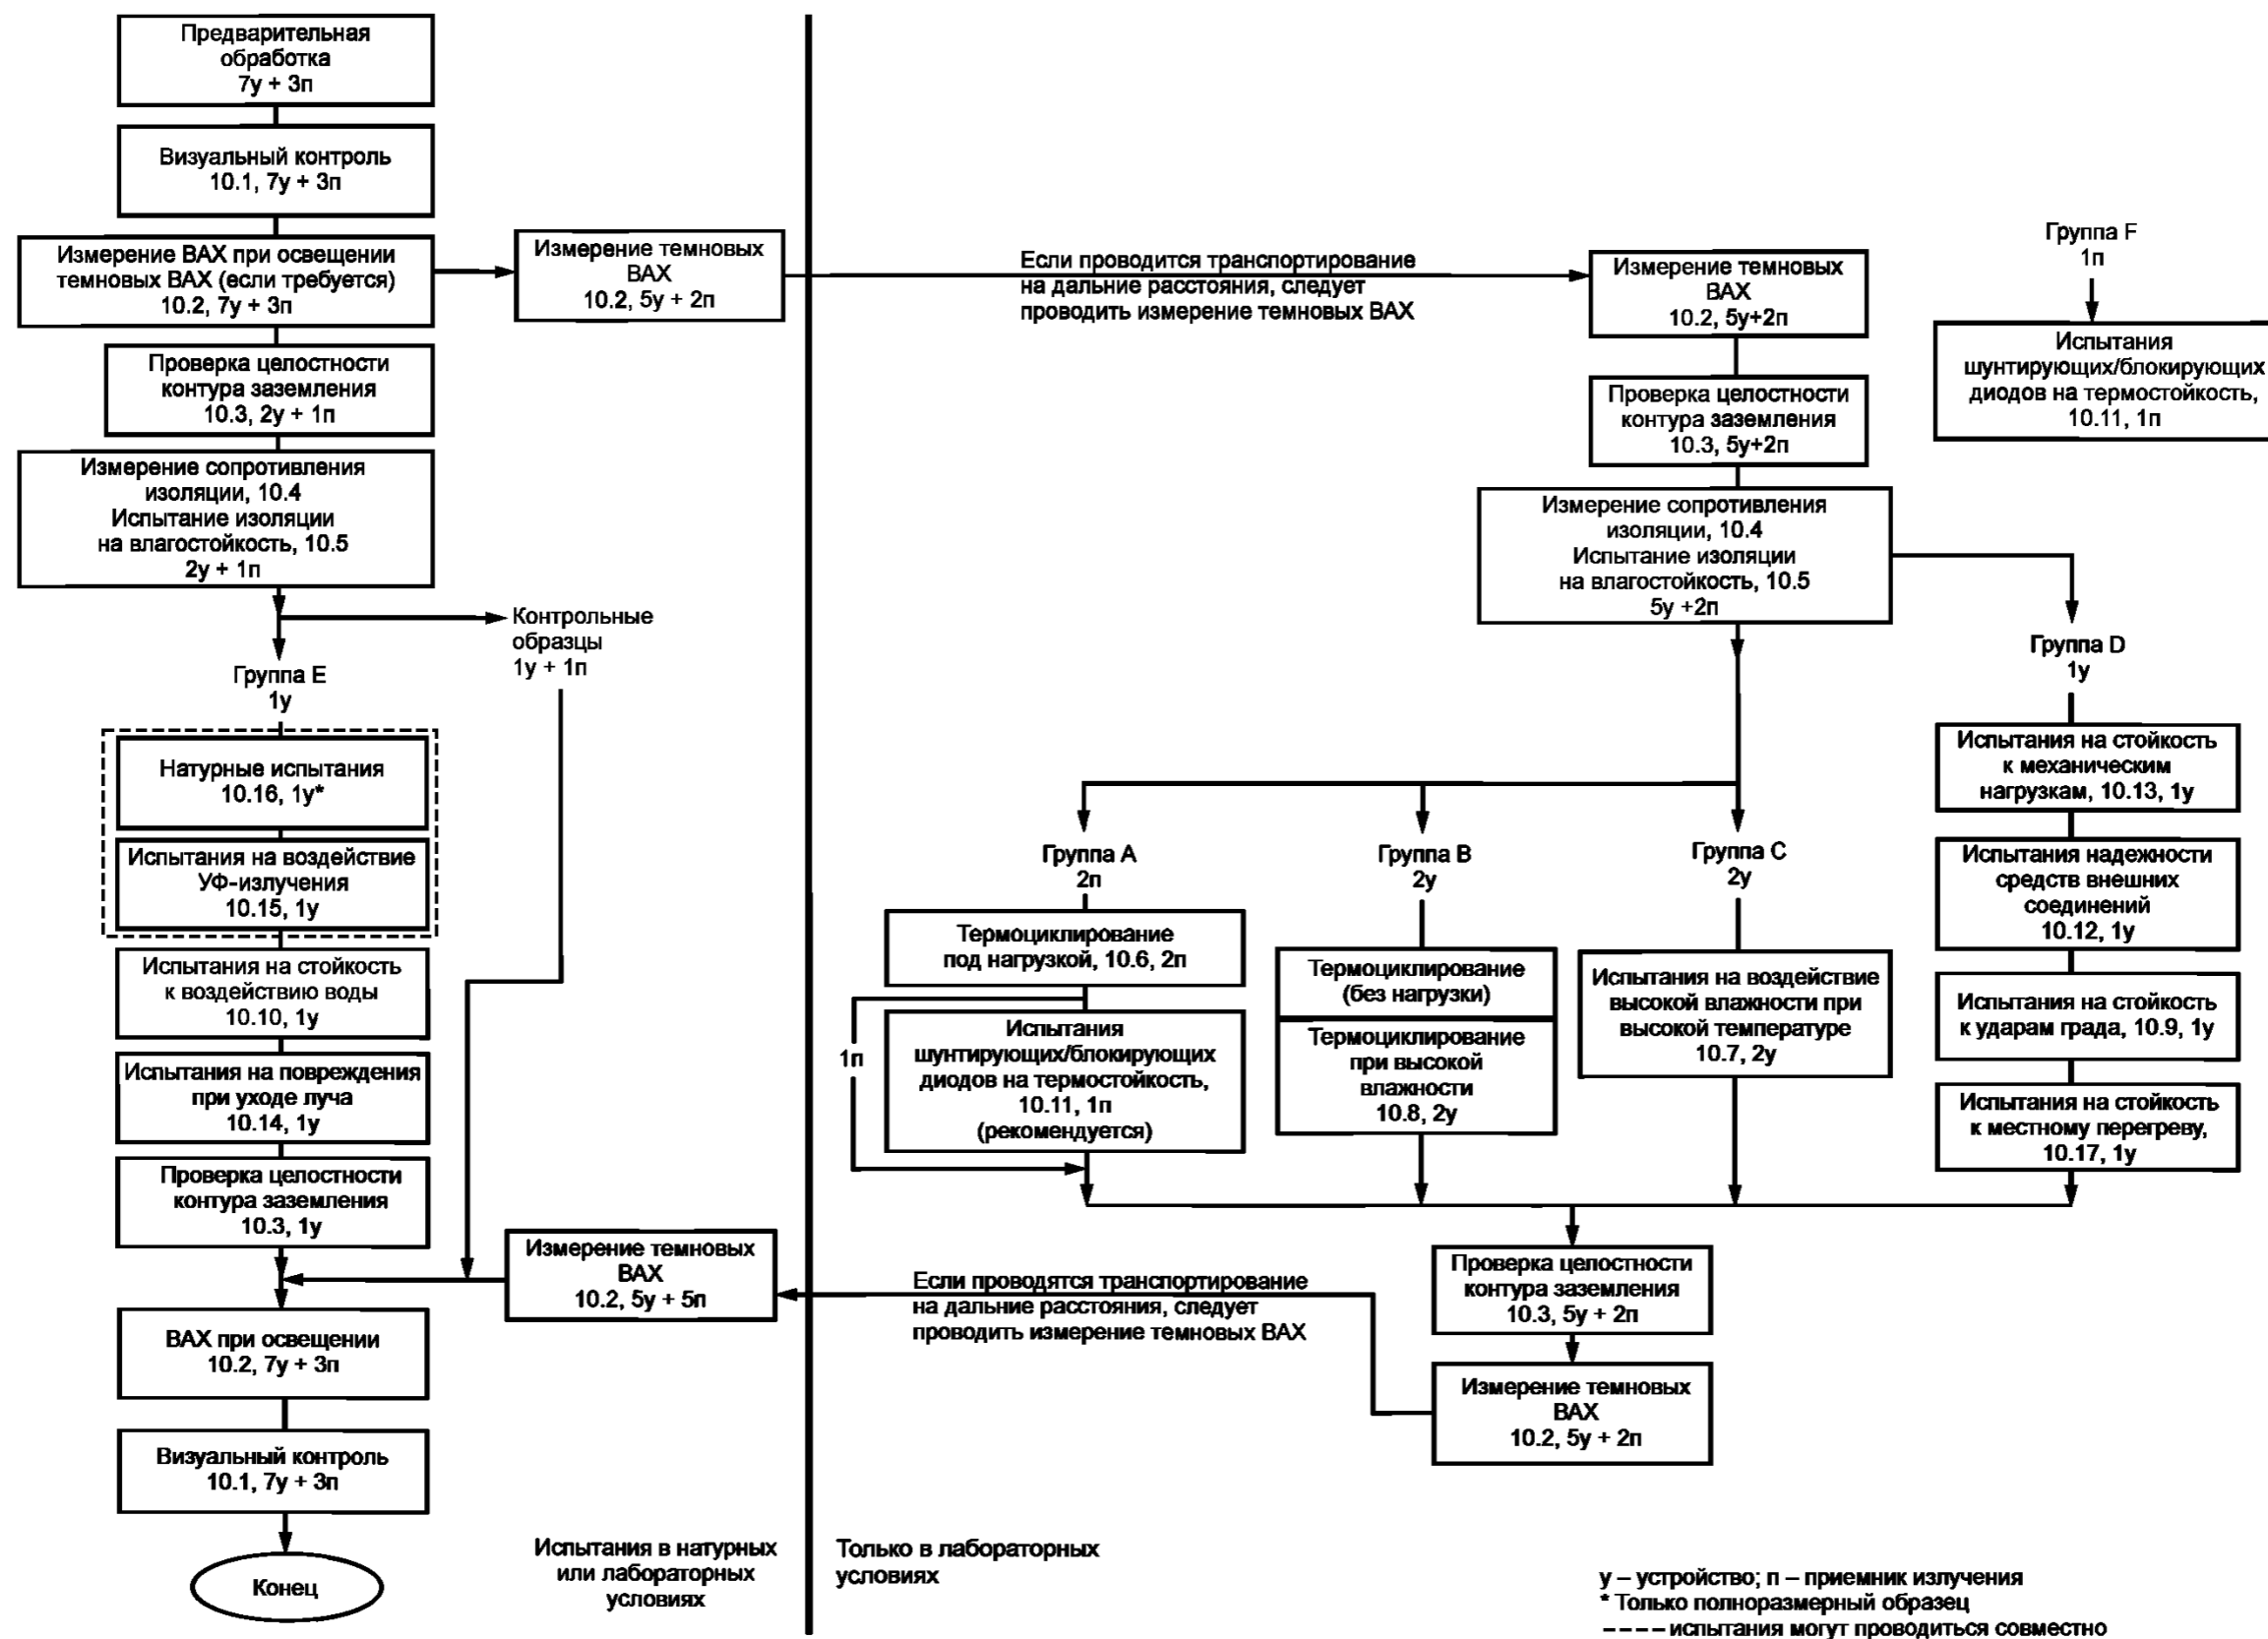 Предварительная
обработка
7у + 3п
Визуальный контроль
10.1, 7у + 3п
Измерение ВАХ при освещении
темновых ВАХ (если требуется)
10.2, 7у + 3п
Измерение темновых
ВАХ
10.2, 5у + 2п
Проверка целостности
контура заземления
10.3, 2у + 1п
Измерение сопротивления
изоляции, 10.4
Испытание изоляции
на влагостойкость, 10.5
2у + 1п
Контрольные
образцы
1у + 1п
Группа E
1у
Натурные испытания
10.16, 1у*
Испытания на воздействие
УФ-излучения
10.15, 1у
Испытания на стойкость
к воздействию воды
10.10, 1у
Испытания на повреждения
при уходе луча
10.14, 1у
Проверка целостности
контура заземления
10.3, 1у
Измерение темновых
ВАХ
10.2, 5у + 5п
ВАХ при освещении
10.2, 7у + 3п
Визуальный контроль
10.1, 7у + 3п
Конец
Испытания в натурных
или лабораторных
условиях
Если проводится транспортирование
на дальние расстояния, следует
проводить измерение темновых ВАХ
Измерение темновых
ВАХ
10.2, 5у+2п
Проверка целостности
контура заземления
10.3, 5у+2п
Измерение сопротивления
изоляции, 10.4
Испытание изоляции
на влагостойкость, 10.5
5у +2п
Группа F
1п
Испытания
шунтирующих/блокирующих
диодов на термостойкость,
10.11, 1п
Группа D
1у
Испытания на стойкость
к механическим
нагрузкам, 10.13, 1у
Испытания надежности
средств внешних
соединений
10.12, 1у
Испытания на стойкость
к ударам града, 10.9, 1у
Испытания на стойкость
к местному перегреву,
10.17, 1у
Группа A
2п
Термоциклирование
под нагрузкой, 10.6, 2п
1п
Испытания
шунтирующих/блокирующих
диодов на термостойкость,
10.11, 1п
(рекомендуется)
Группа B
2у
Термоциклирование
(без нагрузки)
Термоциклирование
при высокой
влажности
10.8, 2у
Группа C
2у
Испытания на воздействие
высокой влажности при
высокой температуре
10.7, 2у
Проверка целостности
контура заземления
10.3, 5у + 2п
Измерение темновых
ВАХ
10.2, 5у + 2п
Если проводятся транспортирование
на дальние расстояния, следует
проводить измерение темновых ВАХ
Только в лабораторных
условиях
у – устройство; п – приемник излучения
* Только полноразмерный образец
---- испытания могут проводиться совместно